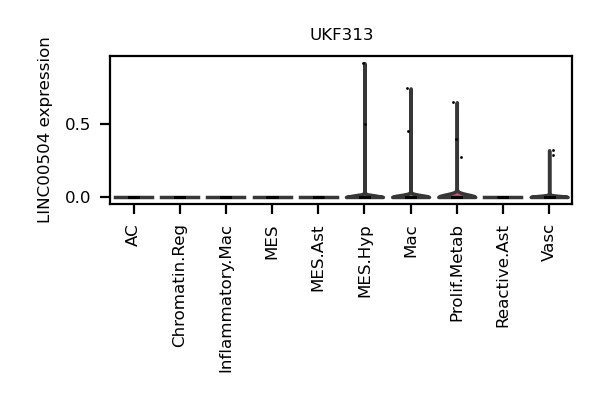 UKF313
LINC00504 expression
0.5
0.0
AC
Chromatin.Reg
Inflammatory.Mac
MES
MES.Ast
MES.Hyp
Mac
Prolif.Metab
Reactive.Ast
Vasc